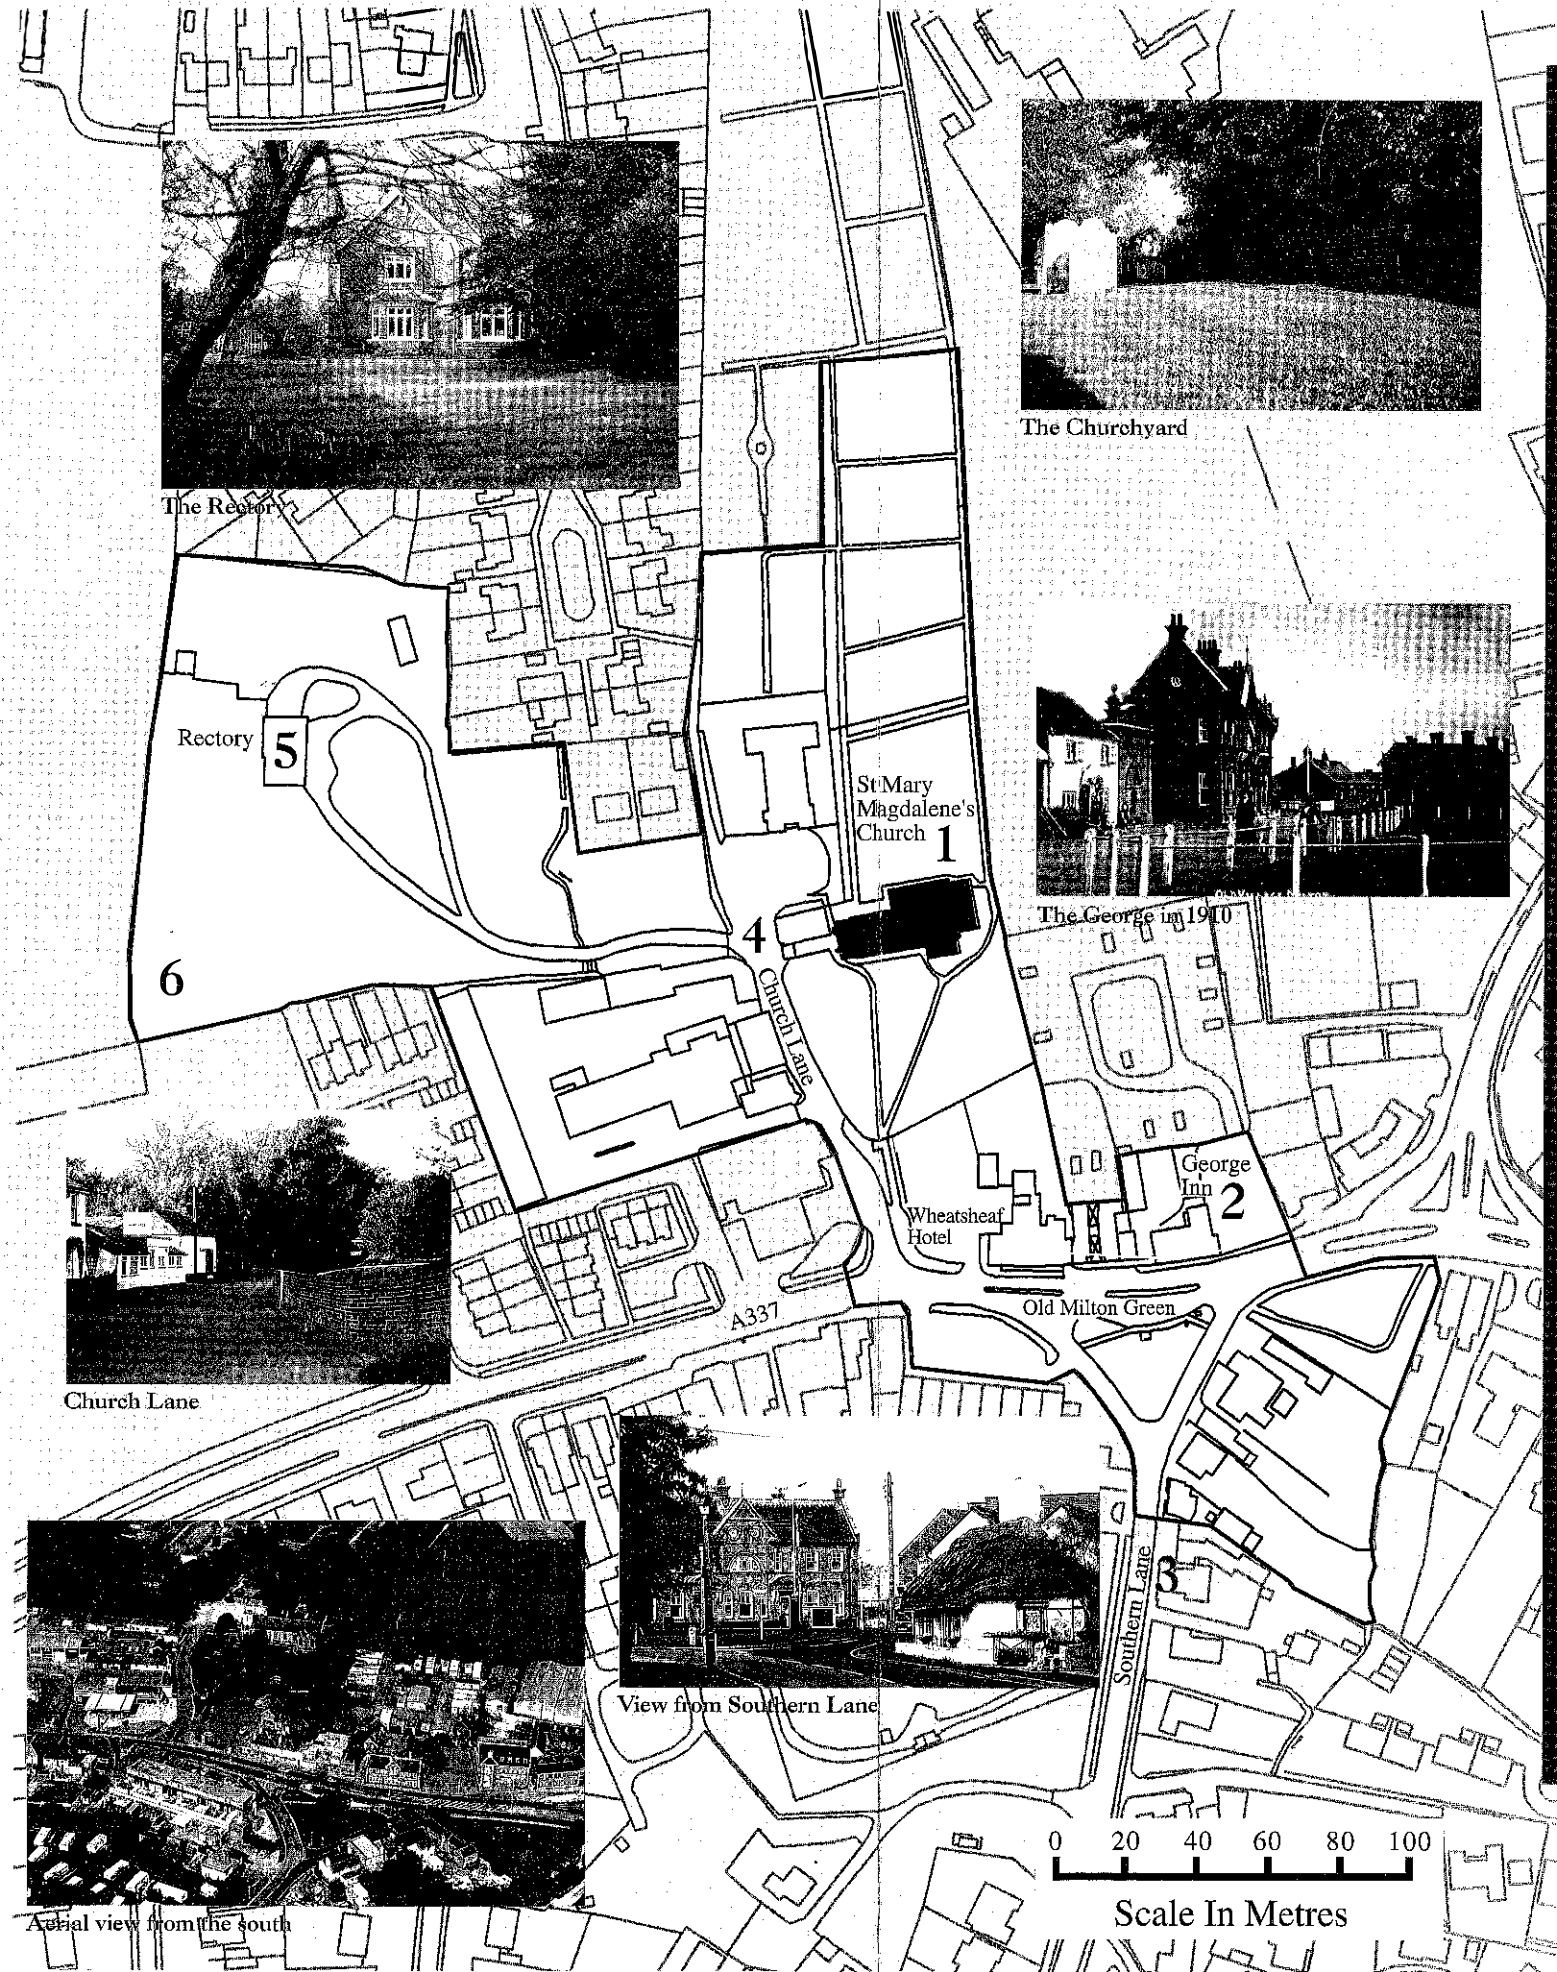 The Rectory
The Churchyard
Rectory
5
St Mary
Magdalene's
Church
1
The George in 1910
4
6
Church Lane
George
Inn
2
Wheatsheaf
Hotel
Old Milton Green
A337
Church Lane
3
Southern Lane
View from Southern Lane
Aerial view from the south
0 20 40 60 80 100
Scale In Metres